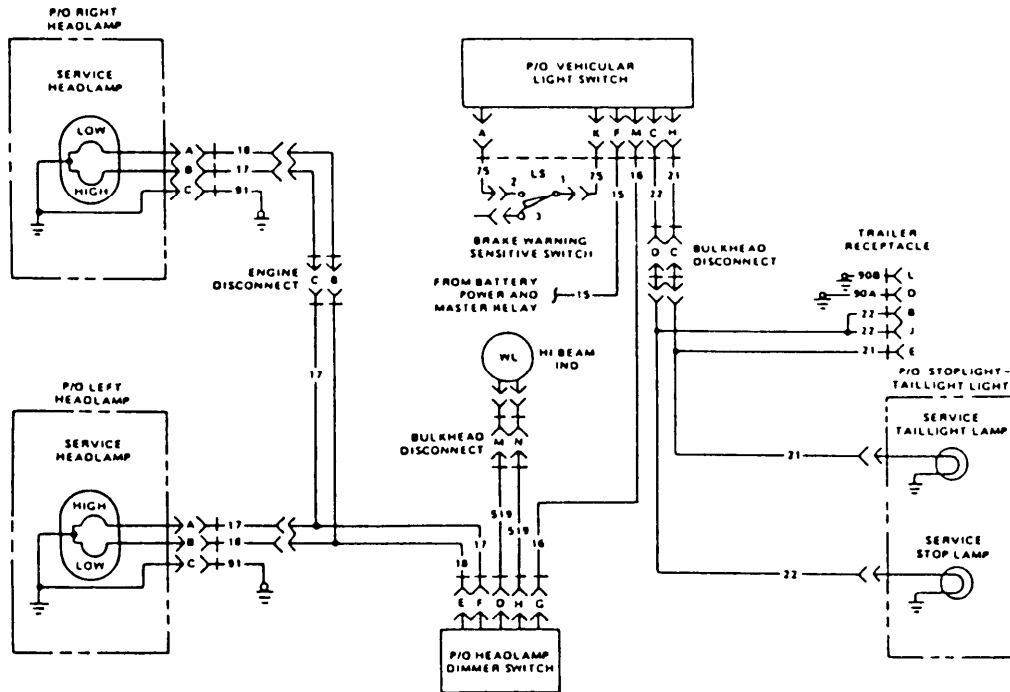 P/O RIGHT
HEADLAMP
SERVICE
HEADLAMP
LOW
HIGH
A
18
B
17
C
91
P/O VEHICULAR
LIGHT SWITCH
A
K
F
M
C
H
75
LS
75
15
16
22
21
2
1
3
BRAKE WARNING
SENSITIVE SWITCH
D
C
BULKHEAD
DISCONNECT
TRAILER
RECEPTACLE
ENGINE
DISCONNECT
C
B
FROM BATTERY
POWER AND
MASTER RELAY
15
90B
L
90A
D
22
B
22
J
21
E
WL
HI BEAM
IND
17
P/O LEFT
HEADLAMP
SERVICE
HEADLAMP
HIGH
LOW
A
17
B
18
C
91
BULKHEAD
DISCONNECT
M
N
P/O STOPLIGHT-
TAILLIGHT LIGHT
SERVICE
TAILLIGHT LAMP
21
SERVICE
STOP LAMP
22
18
17
519
519
16
E
F
D
H
G
P/O HEADLAMP
DIMMER SWITCH